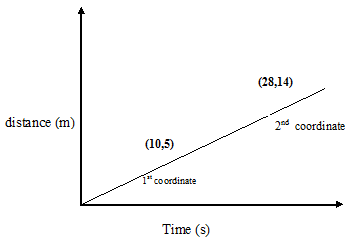 (28,14)
distance (m)
2nd coordinate
(10,5)
1st coordinate
Time (s)